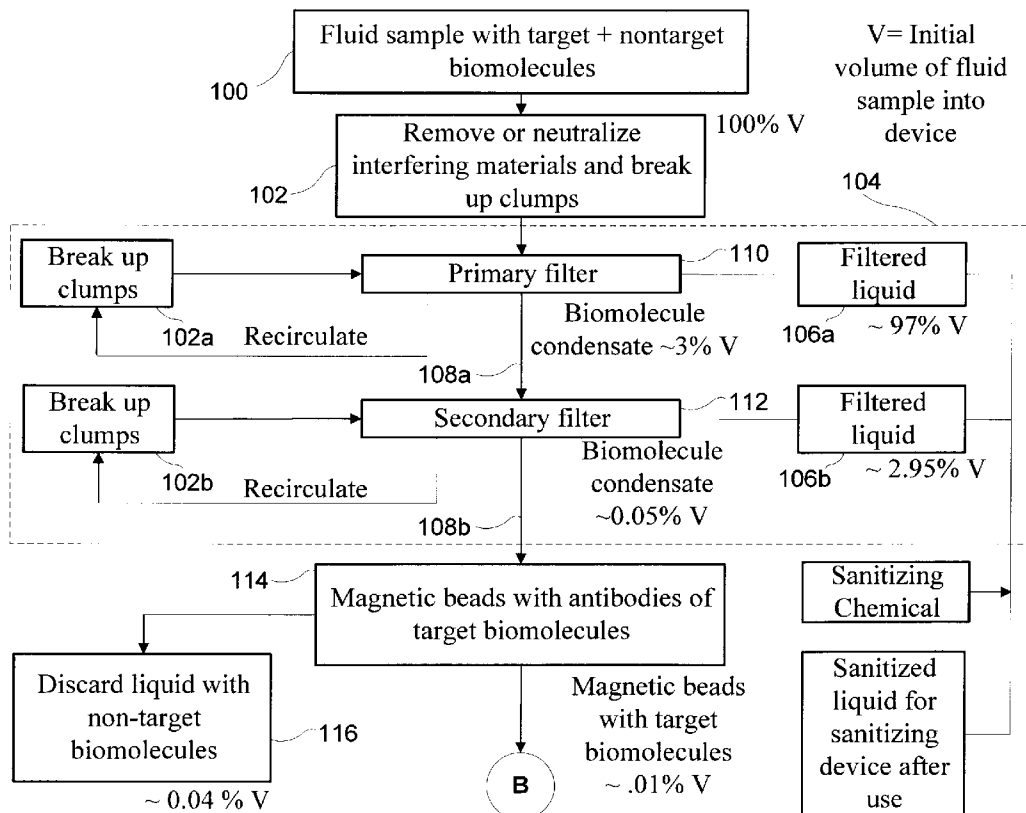 Fluid sample with target + nontarget
biomolecules
100
V= Initial
volume of fluid
sample into
device
100% V
Remove or neutralize
interfering materials and break
up clumps
102
104
Break up
clumps
102a
Recirculate
Primary filter
110
Filtered
liquid
106a
~ 97% V
Biomolecule
condensate ~3% V
108a
Break up
clumps
102b
Recirculate
Secondary filter
112
Filtered
liquid
106b
~ 2.95% V
Biomolecule
condensate
~0.05% V
108b
114
Magnetic beads with antibodies of
target biomolecules
Sanitizing
Chemical
Discard liquid with
non-target
biomolecules
116
~ 0.04 % V
Magnetic beads
with target
biomolecules
~ .01% V
B
Sanitized
liquid for
sanitizing
device after
use